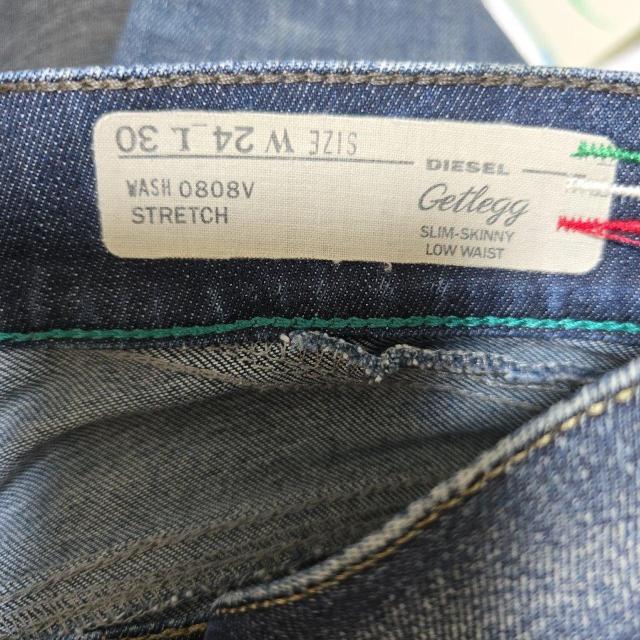 SIZE W 24 L 30
DIESEL
WASH 0808V
STRETCH
Getlegg
SLIM-SKINNY
LOW WAIST